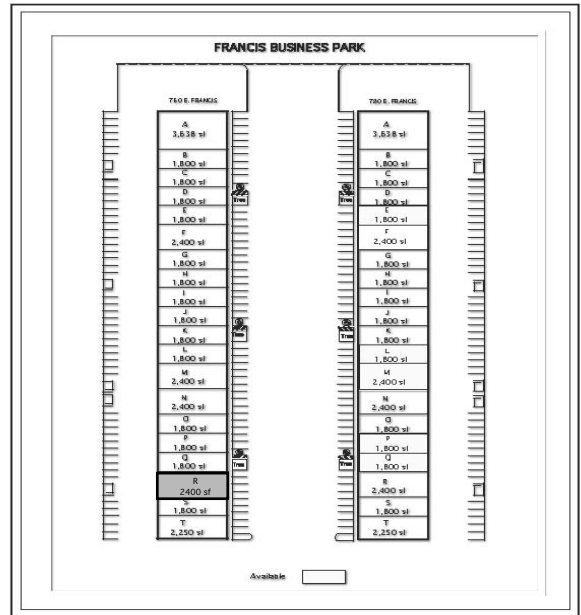 FRANCIS BUSINESS PARK
760 E. FRANCIS
A
3,638 sf
B
1,800 sf
C
1,800 sf
D
1,800 sf
E
1,800 sf
F
2,400 sf
G
1,800 sf
H
1,800 sf
I
1,800 sf
J
1,800 sf
K
1,800 sf
L
1,800 sf
M
2,400 sf
N
2,400 sf
O
1,800 sf
P
1,800 sf
Q
1,800 sf
R
2400 sf
S
1,800 sf
T
2,250 sf
Tree
Tree
Tree
780 E. FRANCIS
A
3,638 sf
B
1,800 sf
C
1,800 sf
D
1,800 sf
E
1,800 sf
F
2,400 sf
G
1,800 sf
H
1,800 sf
I
1,800 sf
J
1,800 sf
K
1,800 sf
L
1,800 sf
M
2,400 sf
N
2,400 sf
O
1,800 sf
P
1,800 sf
Q
1,800 sf
R
2,400 sf
S
1,800 sf
T
2,250 sf
Tree
Tree
Tree
Available